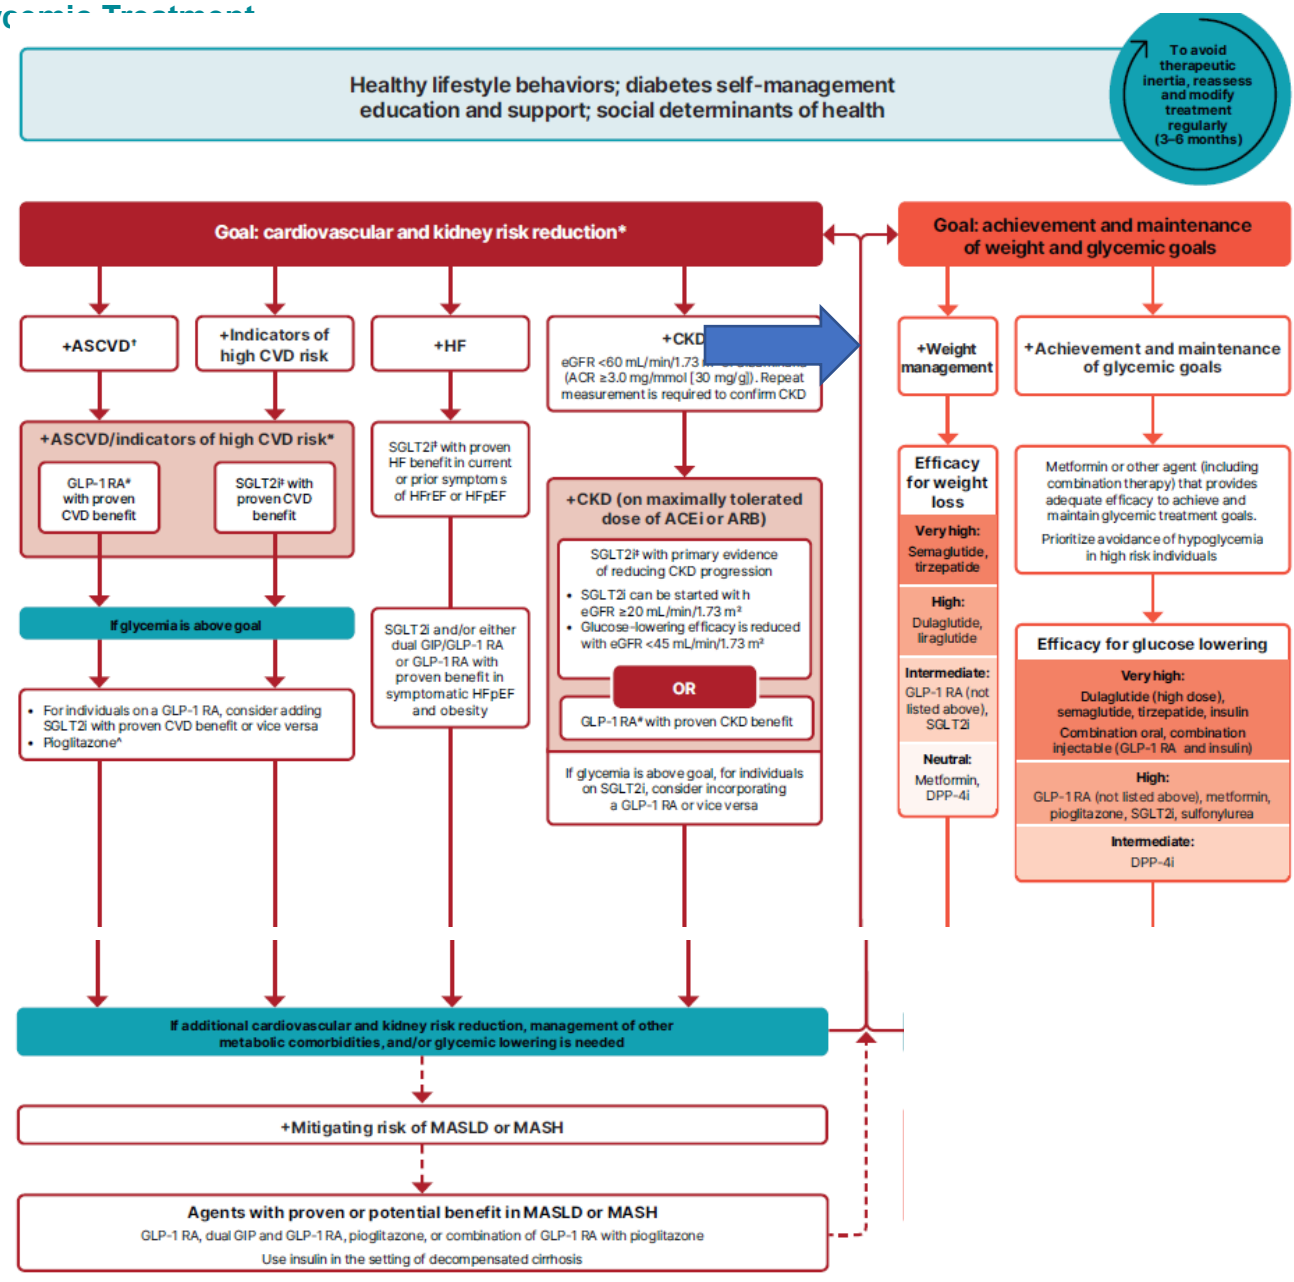 Healthy lifestyle behaviors; diabetes self-management
education and support; social determinants of health
To avoid
therapeutic
inertia, reassess
and modify
treatment
regularly
(3–6 months)
Goal: cardiovascular and kidney risk reduction*
Goal: achievement and maintenance
of weight and glycemic goals
+ASCVD†
+Indicators of
high CVD risk
+HF
+CKD
eGFR <60 mL/min/1.73
(ACR ≥3.0 mg/mmol [30 mg/g]). Repeat
measurement is required to confirm CKD
+Weight
management
+Achievement and maintenance
of glycemic goals
+ASCVD/indicators of high CVD risk*
GLP-1 RA#
with proven
CVD benefit
SGLT2i‡ with
proven CVD
benefit
If glycemia is above goal
• For individuals on a GLP-1 RA, consider adding
SGLT2i with proven CVD benefit or vice versa
• Pioglitazone^
SGLT2i‡ with proven
HF benefit in current
or prior symptoms
of HFrEF or HFpEF
SGLT2i and/or either
dual GIP/GLP-1 RA
or GLP-1 RA with
proven benefit in
symptomatic HFpEF
and obesity
+CKD (on maximally tolerated
dose of ACEi or ARB)
SGLT2i‡ with primary evidence
of reducing CKD progression
• SGLT2i can be started with
eGFR ≥20 mL/min/1.73 m²
• Glucose-lowering efficacy is reduced
with eGFR <45 mL/min/1.73 m²
OR
GLP-1 RA# with proven CKD benefit
If glycemia is above goal, for individuals
on SGLT2i, consider incorporating
a GLP-1 RA or vice versa
Efficacy
for weight
loss
Very high:
Semaglutide,
tirzepatide
High:
Dulaglutide,
liraglutide
Intermediate:
GLP-1 RA (not
listed above),
SGLT2i
Neutral:
Metformin,
DPP-4i
Metformin or other agent (including
combination therapy) that provides
adequate efficacy to achieve and
maintain glycemic treatment goals.
Prioritize avoidance of hypoglycemia
in high risk individuals
Efficacy for glucose lowering
Very high:
Dulaglutide (high dose),
semaglutide, tirzepatide, insulin
Combination oral, combination
injectable (GLP-1 RA and insulin)
High:
GLP-1 RA (not listed above), metformin,
pioglitazone, SGLT2i, sulfonylurea
Intermediate:
DPP-4i
If additional cardiovascular and kidney risk reduction, management of other
metabolic comorbidities, and/or glycemic lowering is needed
+Mitigating risk of MASLD or MASH
Agents with proven or potential benefit in MASLD or MASH
GLP-1 RA, dual GIP and GLP-1 RA, pioglitazone, or combination of GLP-1 RA with pioglitazone
Use insulin in the setting of decompensated cirrhosis